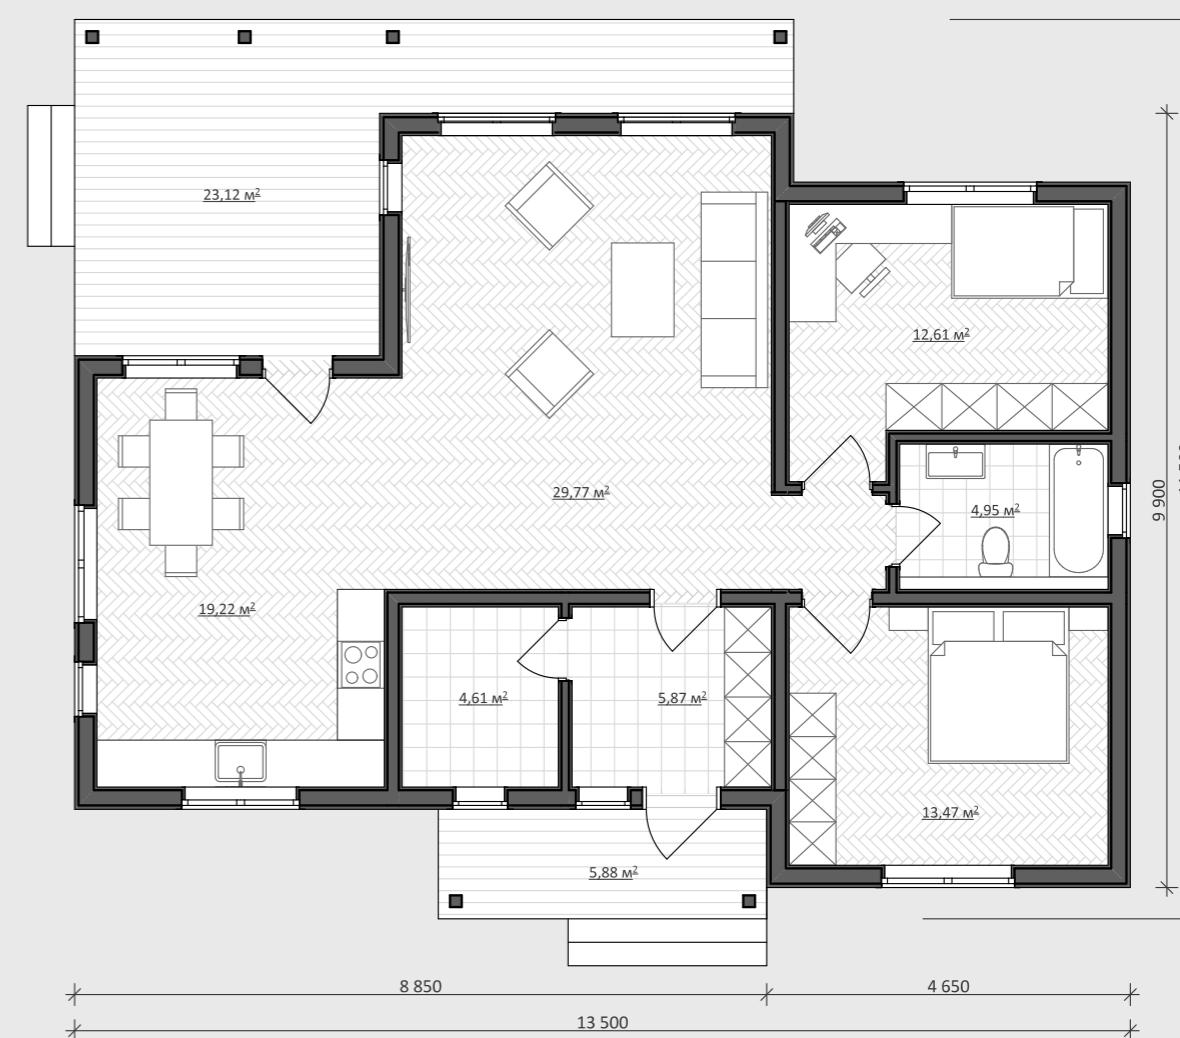 23,12 м²
12,61 м²
29,77 м²
4,95 м²
9 900
19,22 м²
4,61 м²
5,87 м²
13,47 м²
5,88 м²
8 850
4 650
13 500